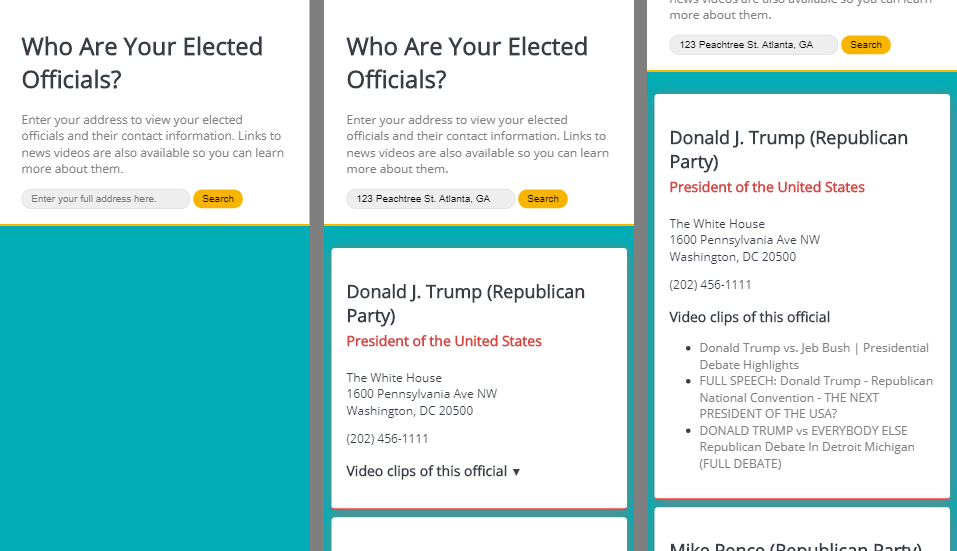 Who Are Your Elected
Officials?
Enter your address to view your elected
officials and their contact information. Links to
news videos are also available so you can learn
more about them.
Enter your full address here.
Search
Who Are Your Elected
Officials?
Enter your address to view your elected
officials and their contact information. Links to
news videos are also available so you can learn
more about them.
123 Peachtree St. Atlanta, GA
Search
Donald J. Trump (Republican
Party)
President of the United States
The White House
1600 Pennsylvania Ave NW
Washington, DC 20500
(202) 456-1111
Video clips of this official ▼
news videos are also available so you can learn
more about them.
123 Peachtree St. Atlanta, GA
Search
Donald J. Trump (Republican
Party)
President of the United States
The White House
1600 Pennsylvania Ave NW
Washington, DC 20500
(202) 456-1111
Video clips of this official
• Donald Trump vs. Jeb Bush | Presidential
Debate Highlights
• FULL SPEECH: Donald Trump - Republican
National Convention - THE NEXT
PRESIDENT OF THE USA?
• DONALD TRUMP vs EVERYBODY ELSE
Republican Debate In Detroit Michigan
(FULL DEBATE)
Mike Pence (Republican Party)